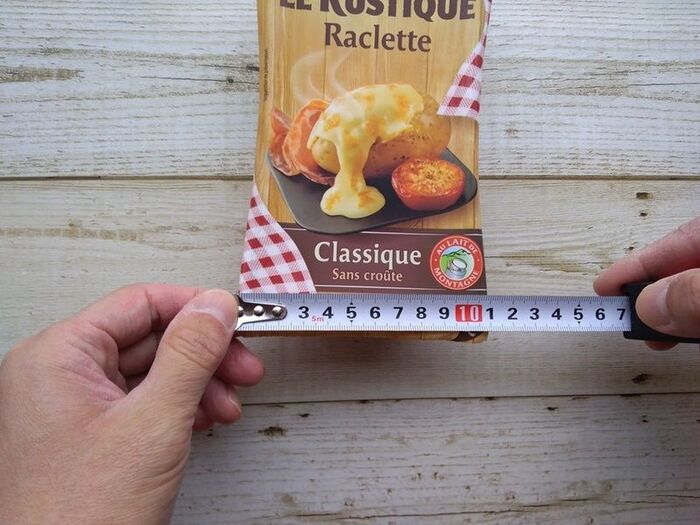 LE RUSTIQUE
Raclette
Classique
Sans croûte
AU LAIT DE
MONTAGNE
3 4 5 6 7 8 9 10 1 2 3 4 5 6 7
5m